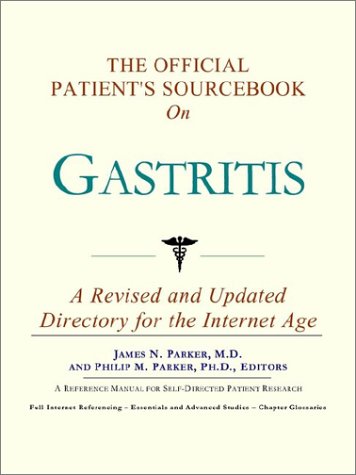 THE OFFICIAL
PATIENT'S SOURCEBOOK
On
GASTRITIS
A Revised and Updated
Directory for the Internet Age
JAMES N. PARKER, M.D.
AND PHILIP M. PARKER, PH.D., EDITORS
A REFERENCE MANUAL FOR SELF-DIRECTED PATIENT RESEARCH
Full Internet Referencing – Essentials and Advanced Studies – Chapter Glossaries